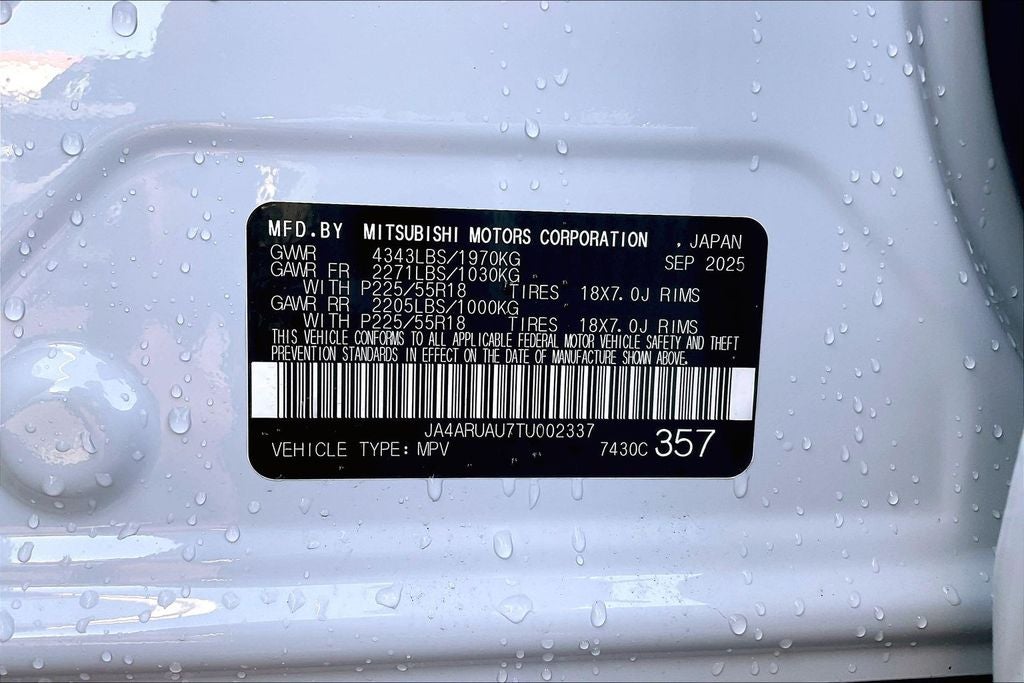 MFD.BY MITSUBISHI MOTORS CORPORATION , JAPAN
GVWR 4343LBS/1970KG SEP 2025
GAWR FR 2271LBS/1030KG
WITH P225/55R18 TIRES 18X7.0J RIMS
GAWR RR 2205LBS/1000KG
WITH P225/55R18 TIRES 18X7.0J RIMS
THIS VEHICLE CONFORMS TO ALL APPLICABLE FEDERAL MOTOR VEHICLE SAFETY AND THEFT
PREVENTION STANDARDS IN EFFECT ON THE DATE OF MANUFACTURE SHOWN ABOVE.
JA4ARUAU7TU002337
VEHICLE TYPE: MPV 7430C 357